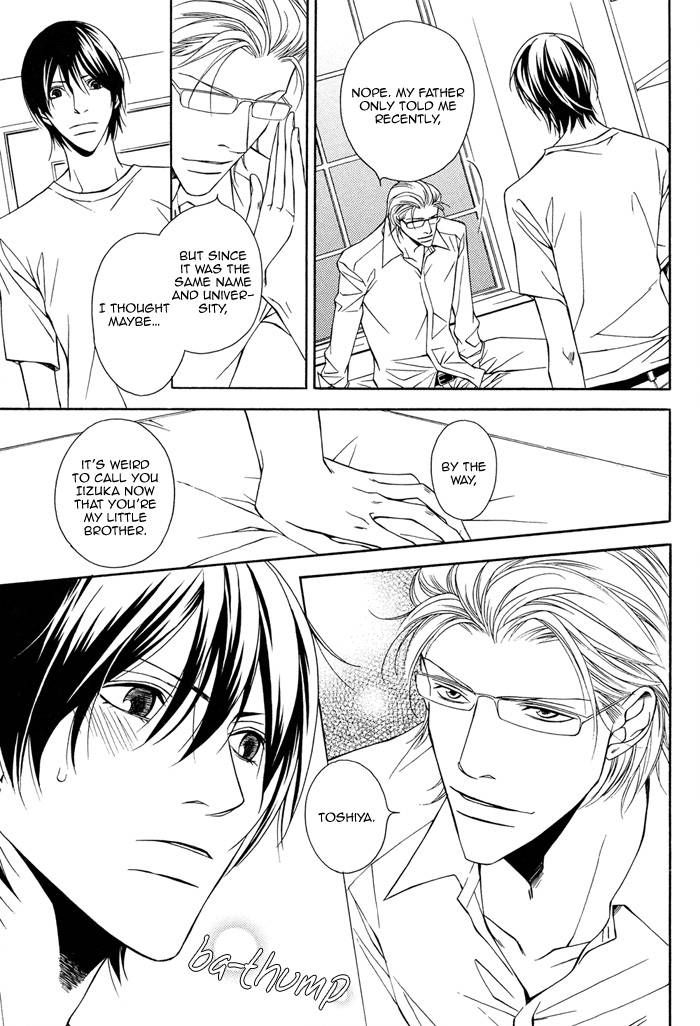 NOPE. MY FATHER
ONLY TOLD ME
RECENTLY,
BUT SINCE
IT WAS THE
SAME NAME
AND UNIVER-
SITY,
I THOUGHT
MAYBE...
BY THE
WAY,
IT'S WEIRD
TO CALL YOU
IIZUKA NOW
THAT YOU'RE
MY LITTLE
BROTHER.
TOSHIYA.
ba-thump